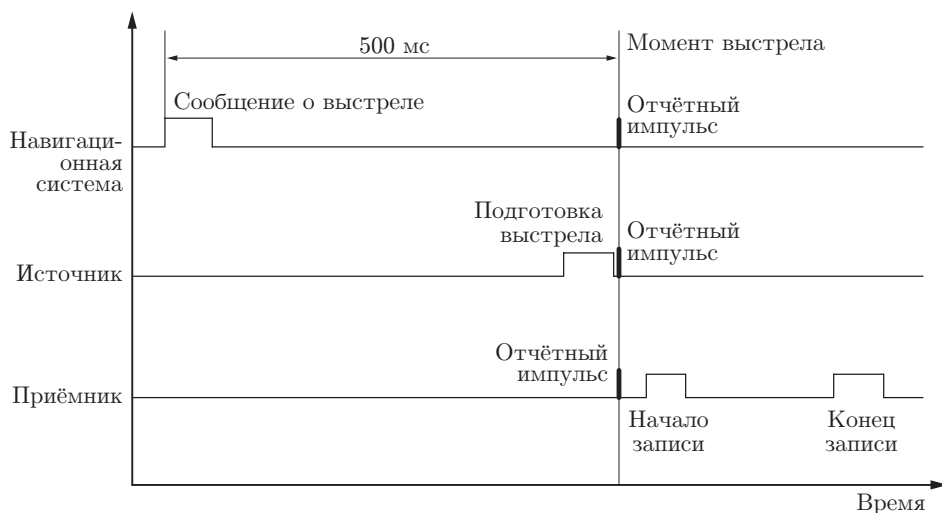 500 мс
Момент выстрела
Сообщение о выстреле
Отчётный
импульс
Навигаци-
онная
система
Подготовка
выстрела
Отчётный
импульс
Источник
Отчётный
импульс
Приёмник
Начало
записи
Конец
записи
Время